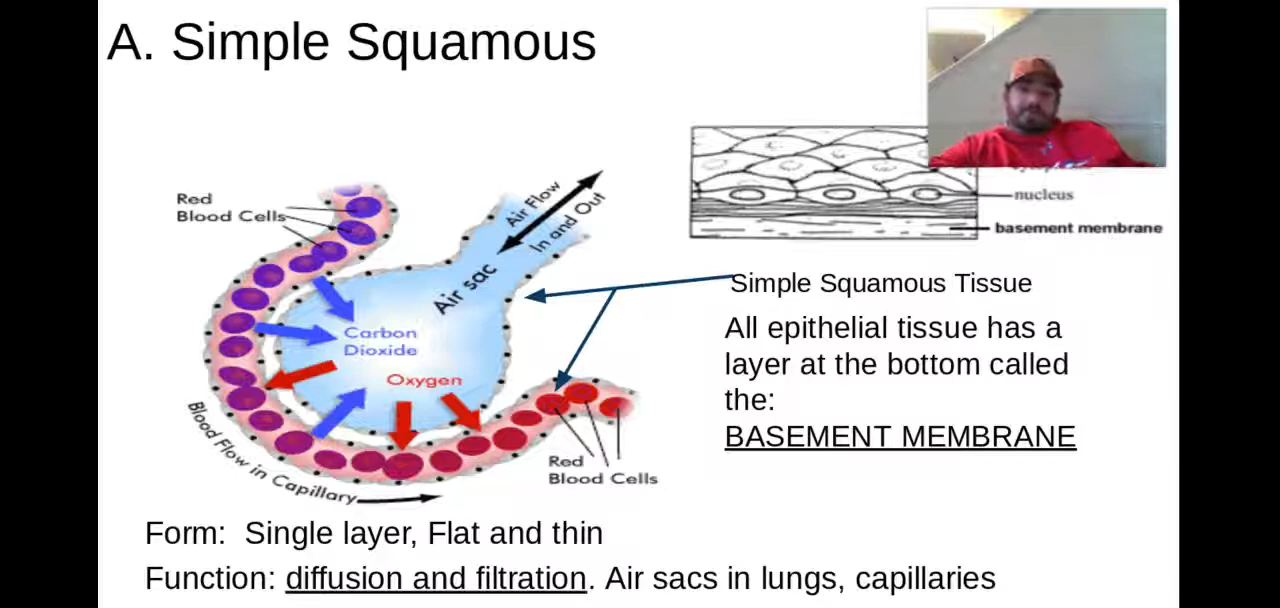 A. Simple Squamous
Red
Blood Cells
Air Flow
In and Out
Air sac
Carbon
Dioxide
Oxygen
Blood Flow in Capillary
Red
Blood Cells
nucleus
basement membrane
Simple Squamous Tissue
All epithelial tissue has a
layer at the bottom called
the:
BASEMENT MEMBRANE
Form: Single layer, Flat and thin
Function: diffusion and filtration. Air sacs in lungs, capillaries